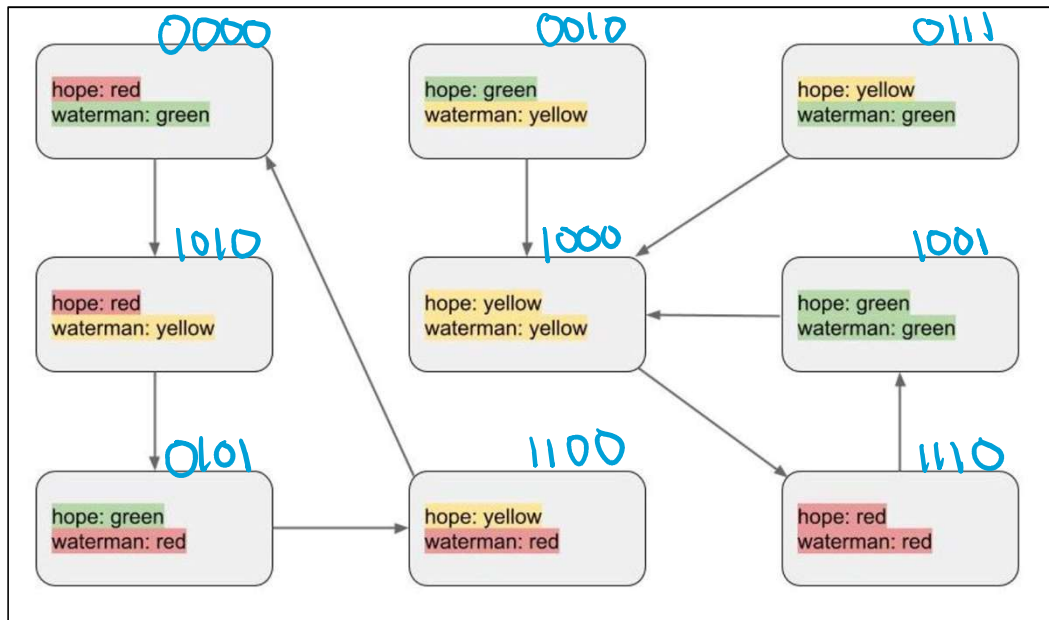 0000
hope: red
waterman: green
0010
hope: green
waterman: yellow
0111
hope: yellow
waterman: green
1010
hope: red
waterman: yellow
1000
hope: yellow
waterman: yellow
1001
hope: green
waterman: green
0101
hope: green
waterman: red
1100
hope: yellow
waterman: red
1110
hope: red
waterman: red